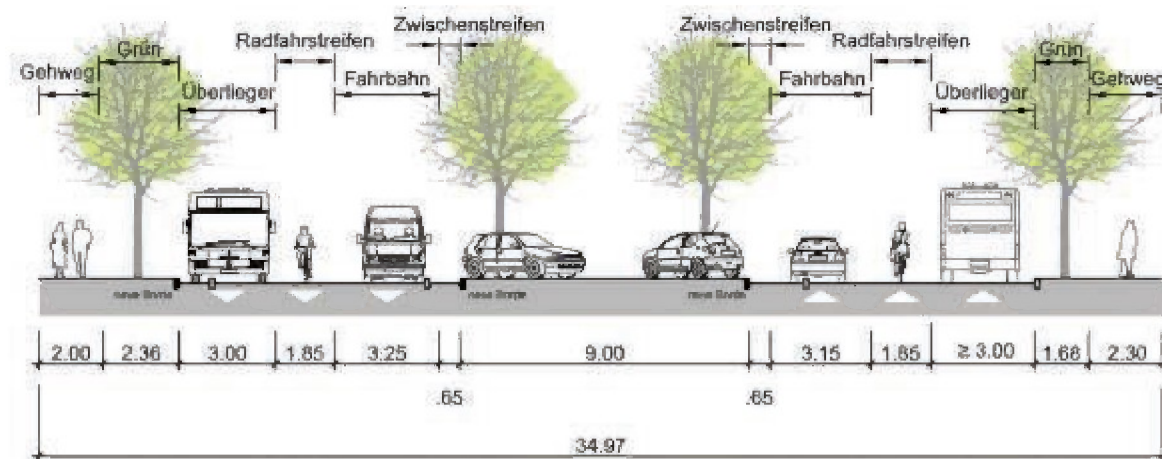 Zwischenstreifen Zwischenstreifen
Grün Radfahrstreifen Radfahrstreifen Grün
Gehweg Fahrbahn Fahrbahn Gehweg
Überlieger Überlieger
neue Borde neue Borde neue Borde
2.00 2.36 3.00 1.85 3.25 9.00 3.15 1.85 ≥ 3.00 1.68 2.30
.65 .65
34.97